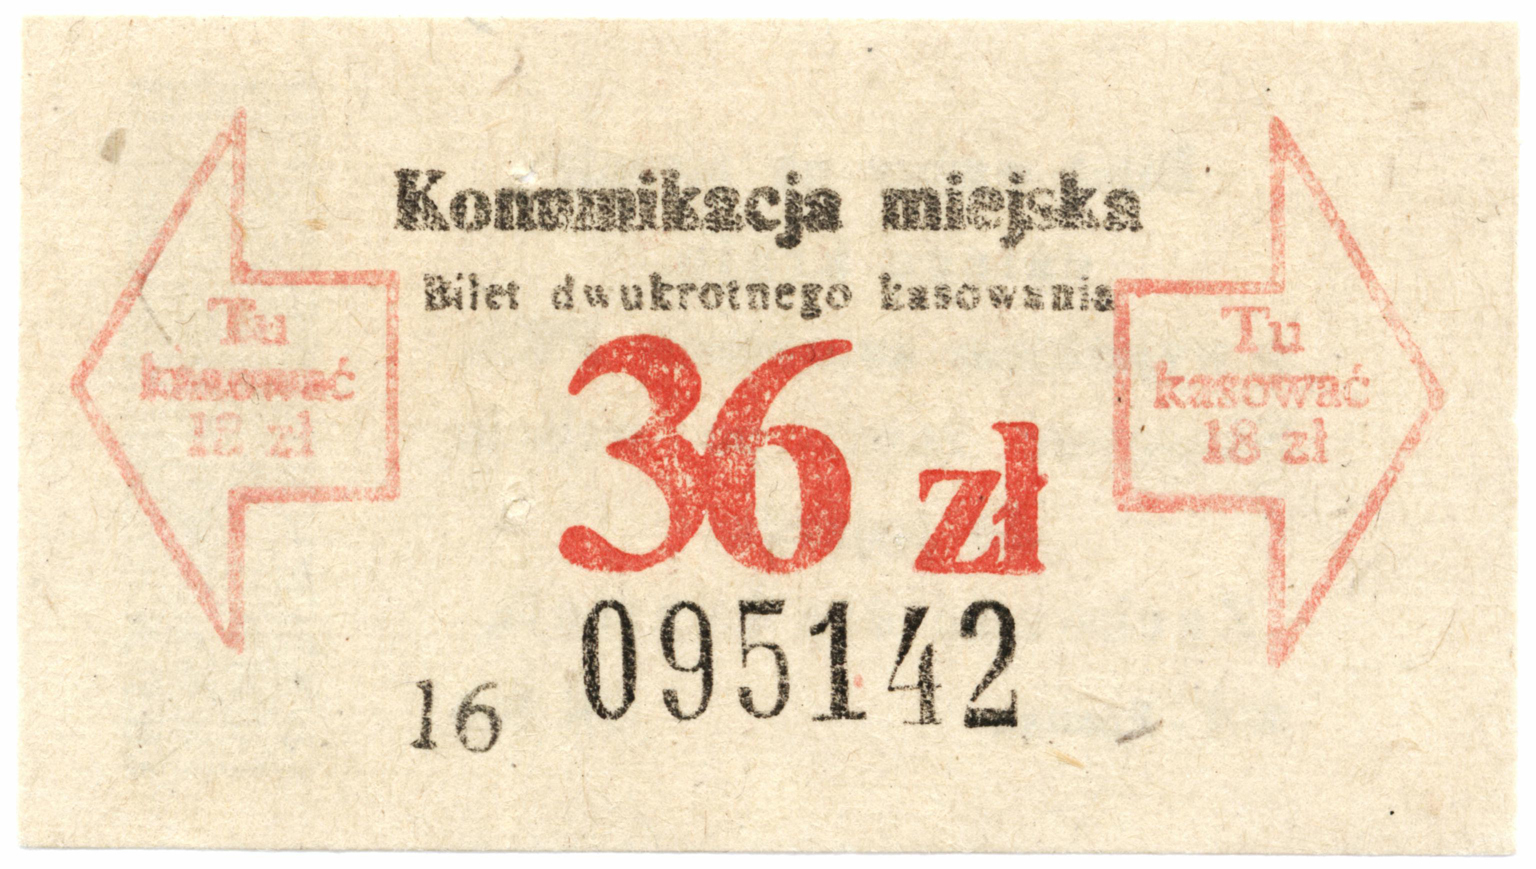 Komunikacja miejska
Bilet dwukrotnego kasowania
Tu
kasować
18 zł
36 zł
Tu
kasować
18 zł
095142
16